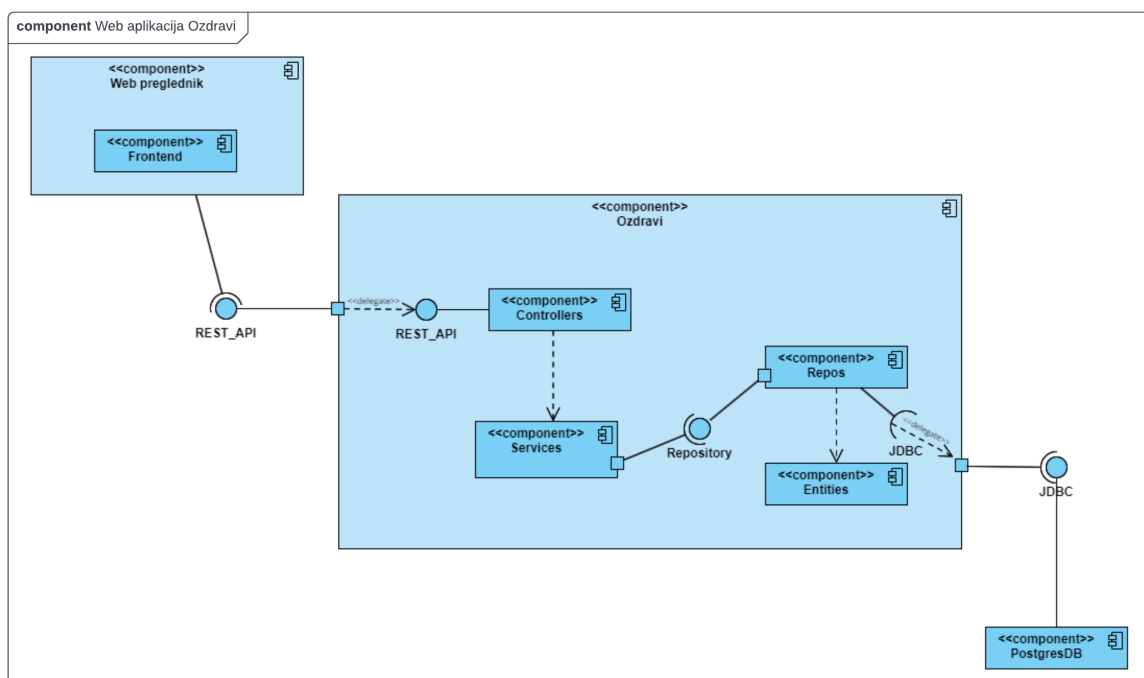 component Web aplikacija Ozdravi
<<component>>
Web preglednik
<<component>>
Frontend
<<component>>
Ozdravi
REST_API
<<delegate>>
REST_API
<<component>>
Controllers
<<component>>
Services
Repository
<<component>>
Repos
<<delegate>>
JDBC
<<component>>
Entities
JDBC
<<component>>
PostgresDB